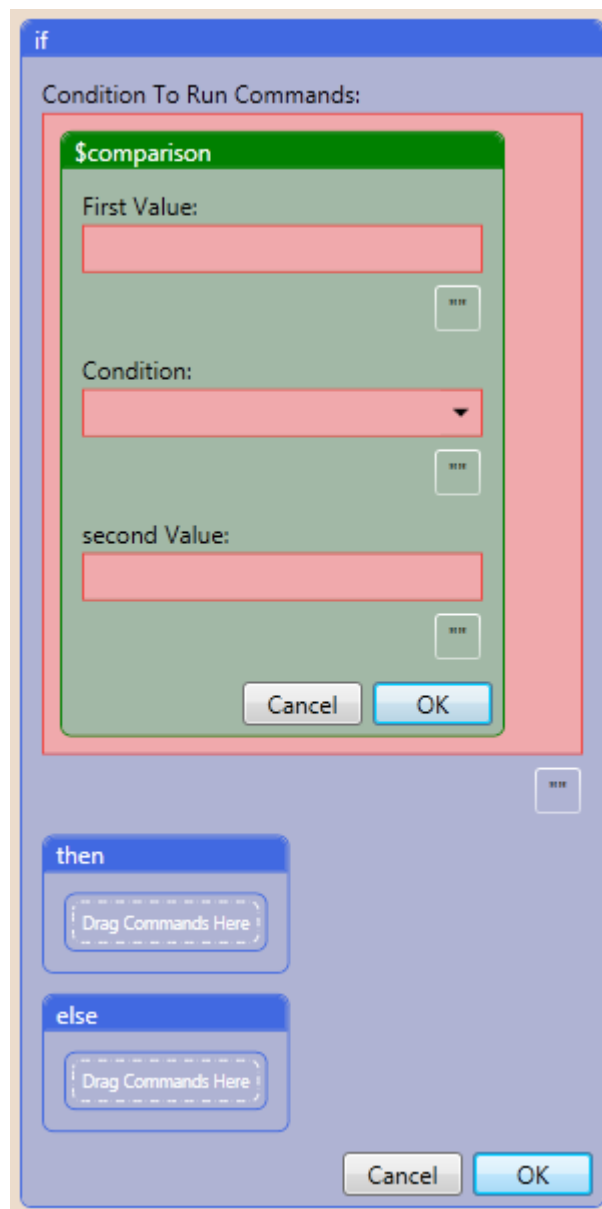 if
Condition To Run Commands:
$comparison
First Value:
""
Condition:
""
second Value:
""
Cancel OK
""
then
Drag Commands Here
else
Drag Commands Here
Cancel OK